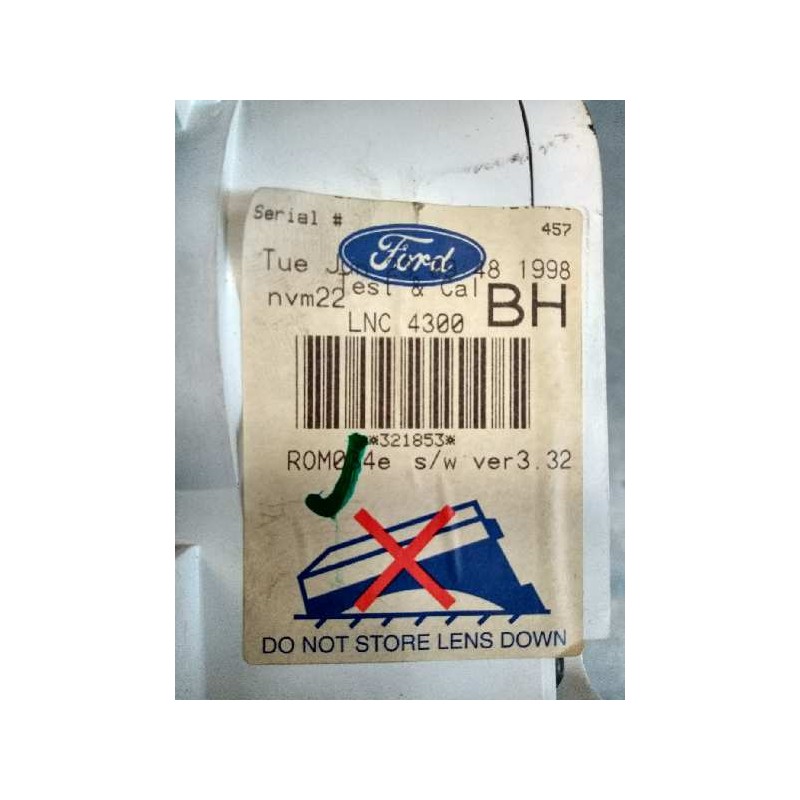 Serial #
457
Ford
Tue 48 1998
Test & Cal
nvm22
BH
LNC 4300
*321853*
s/w ver3.32
DO NOT STORE LENS DOWN